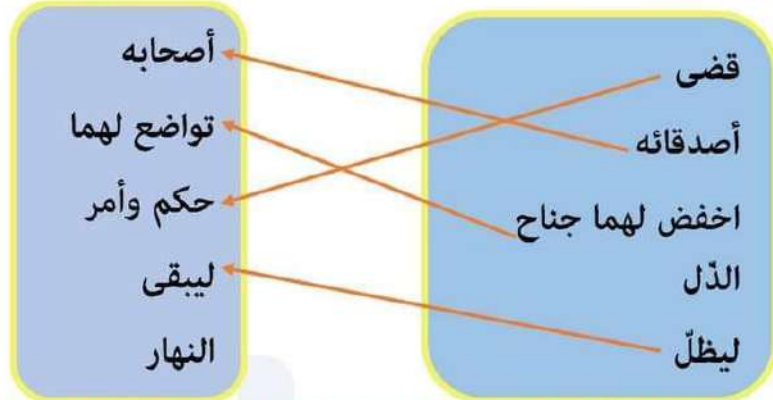 قضى
أصدقائه
اخفض لهما جناح
الذّل
ليظلّ
أصحابه
تواضع لهما
حكم وأمر
ليبقى
النهار